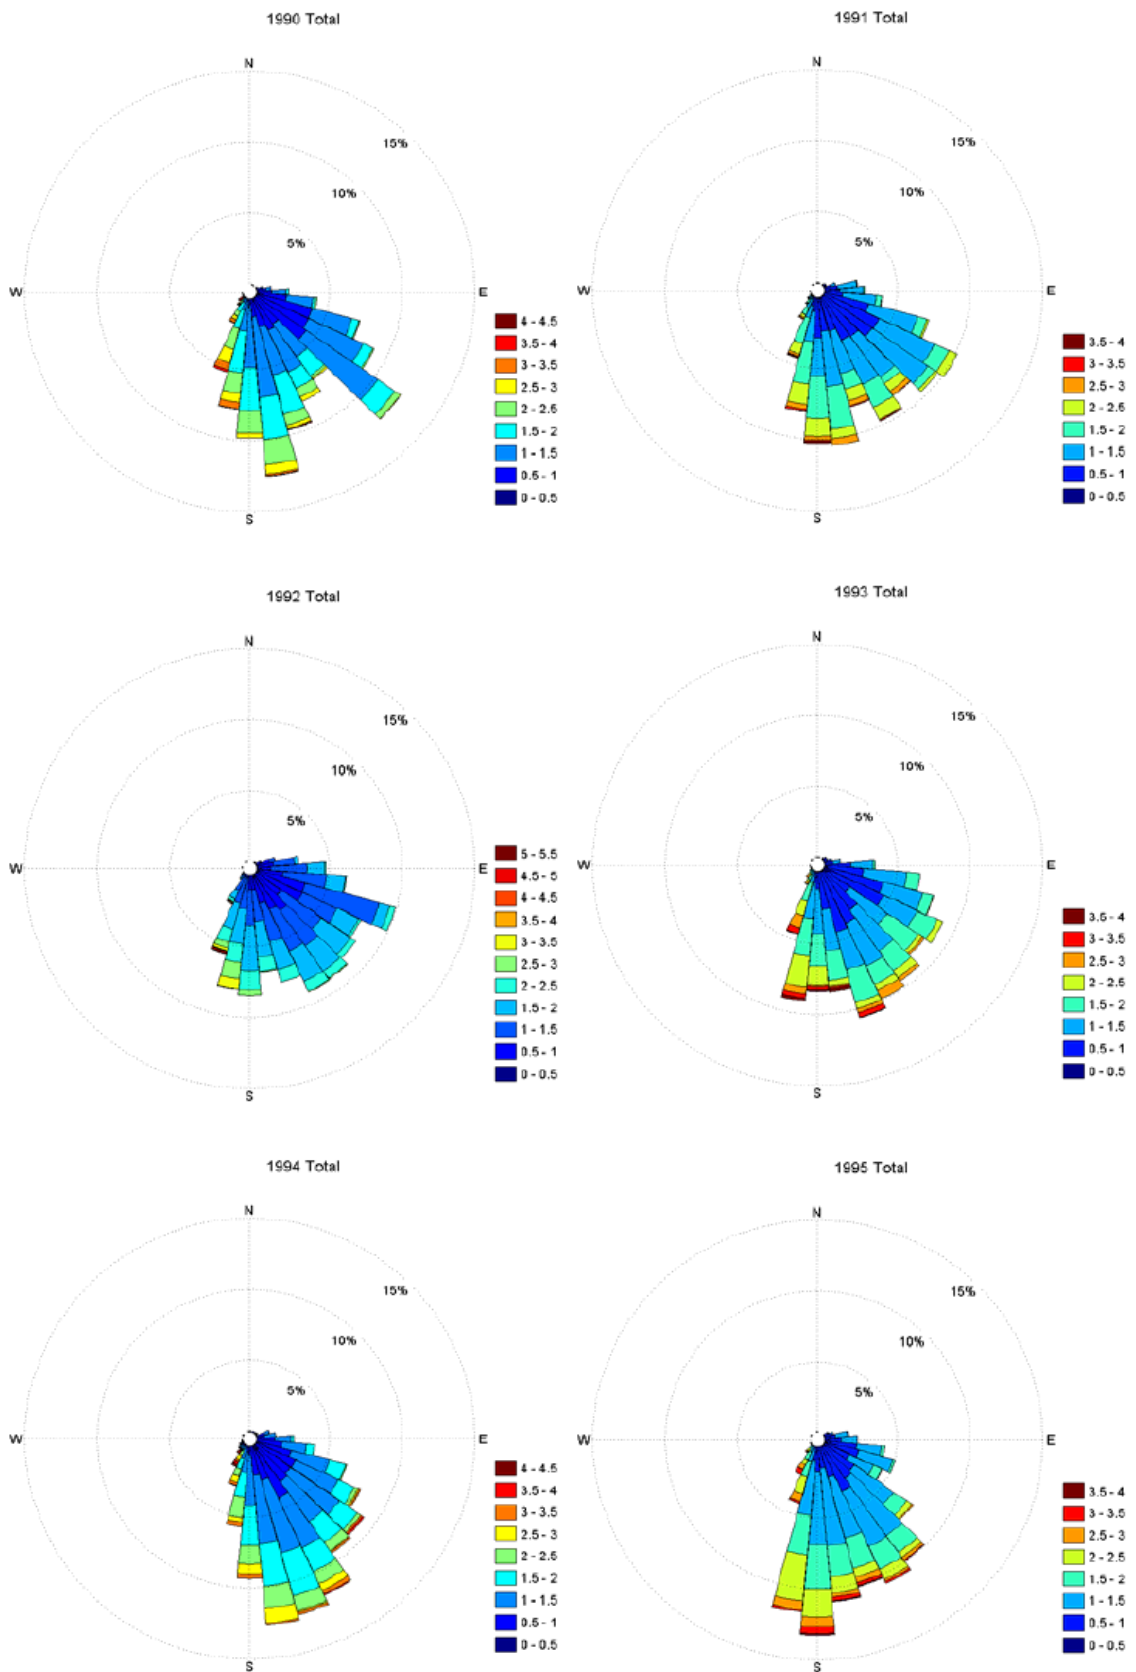 1990 Total
N
15%
10%
5%
W
E
S
4 - 4.5
3.5 - 4
3 - 3.5
2.5 - 3
2 - 2.5
1.5 - 2
1 - 1.5
0.5 - 1
0 - 0.5
1991 Total
N
15%
10%
5%
W
E
S
3.5 - 4
3 - 3.5
2.5 - 3
2 - 2.5
1.5 - 2
1 - 1.5
0.5 - 1
0 - 0.5
1992 Total
N
15%
10%
5%
W
E
S
5 - 5.5
4.5 - 5
4 - 4.5
3.5 - 4
3 - 3.5
2.5 - 3
2 - 2.5
1.5 - 2
1 - 1.5
0.5 - 1
0 - 0.5
1993 Total
N
15%
10%
5%
W
E
S
3.5 - 4
3 - 3.5
2.5 - 3
2 - 2.5
1.5 - 2
1 - 1.5
0.5 - 1
0 - 0.5
1994 Total
N
15%
10%
5%
W
E
S
4 - 4.5
3.5 - 4
3 - 3.5
2.5 - 3
2 - 2.5
1.5 - 2
1 - 1.5
0.5 - 1
0 - 0.5
1995 Total
N
15%
10%
5%
W
E
S
3.5 - 4
3 - 3.5
2.5 - 3
2 - 2.5
1.5 - 2
1 - 1.5
0.5 - 1
0 - 0.5